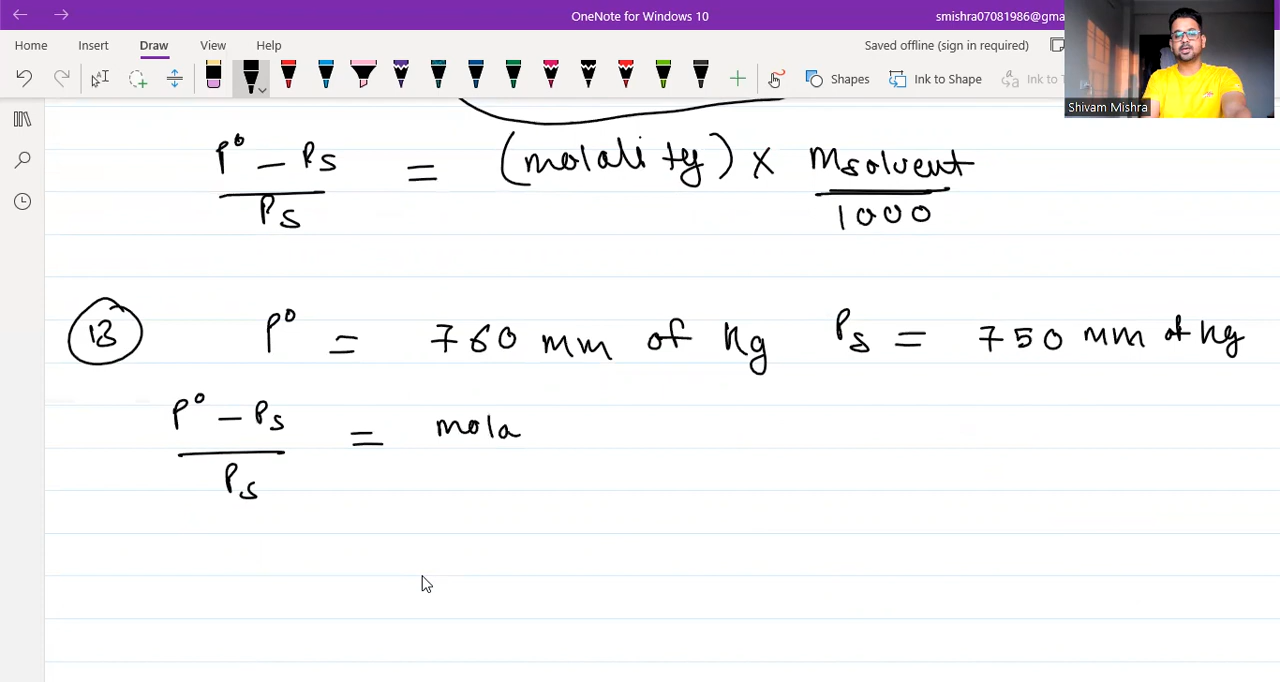 OneNote for Windows 10
smishra07081986@gma
Home Insert Draw View Help
Saved offline (sign in required)
Shapes Ink to Shape Ink to
Shivam Mishra
P° - Ps / Ps = (molality) × Msolvent / 1000
13 P° = 760 mm of Hg Ps = 750 mm of Hg
P° - Ps / Ps = mola